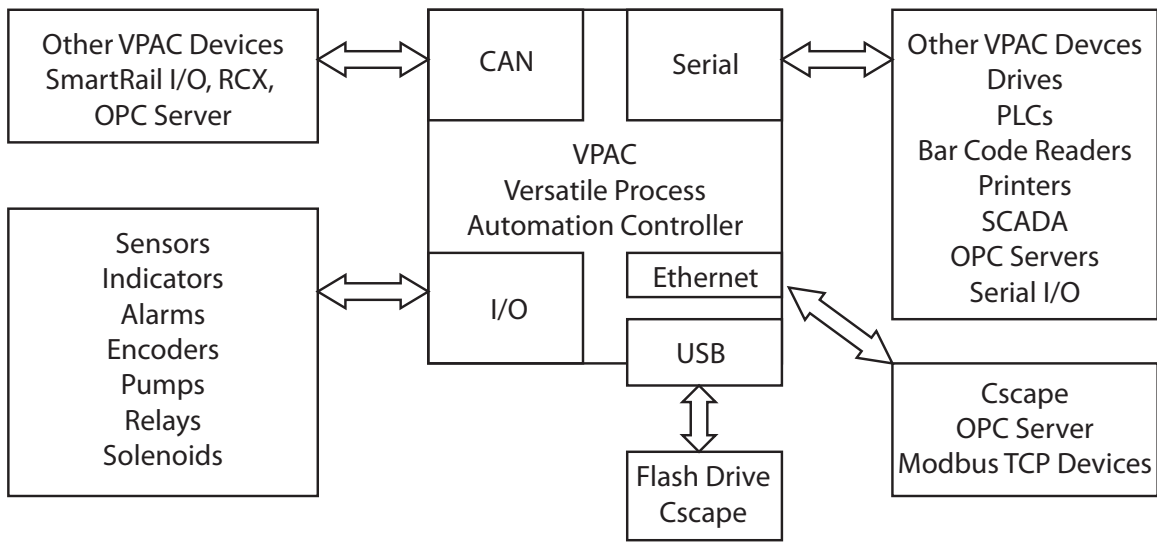 Other VPAC Devices
SmartRail I/O, RCX,
OPC Server
CAN
Serial
Other VPAC Devces
Drives
PLCs
Bar Code Readers
Printers
SCADA
OPC Servers
Serial I/O
VPAC
Versatile Process
Automation Controller
Sensors
Indicators
Alarms
Encoders
Pumps
Relays
Solenoids
I/O
Ethernet
USB
Cscape
OPC Server
Modbus TCP Devices
Flash Drive
Cscape